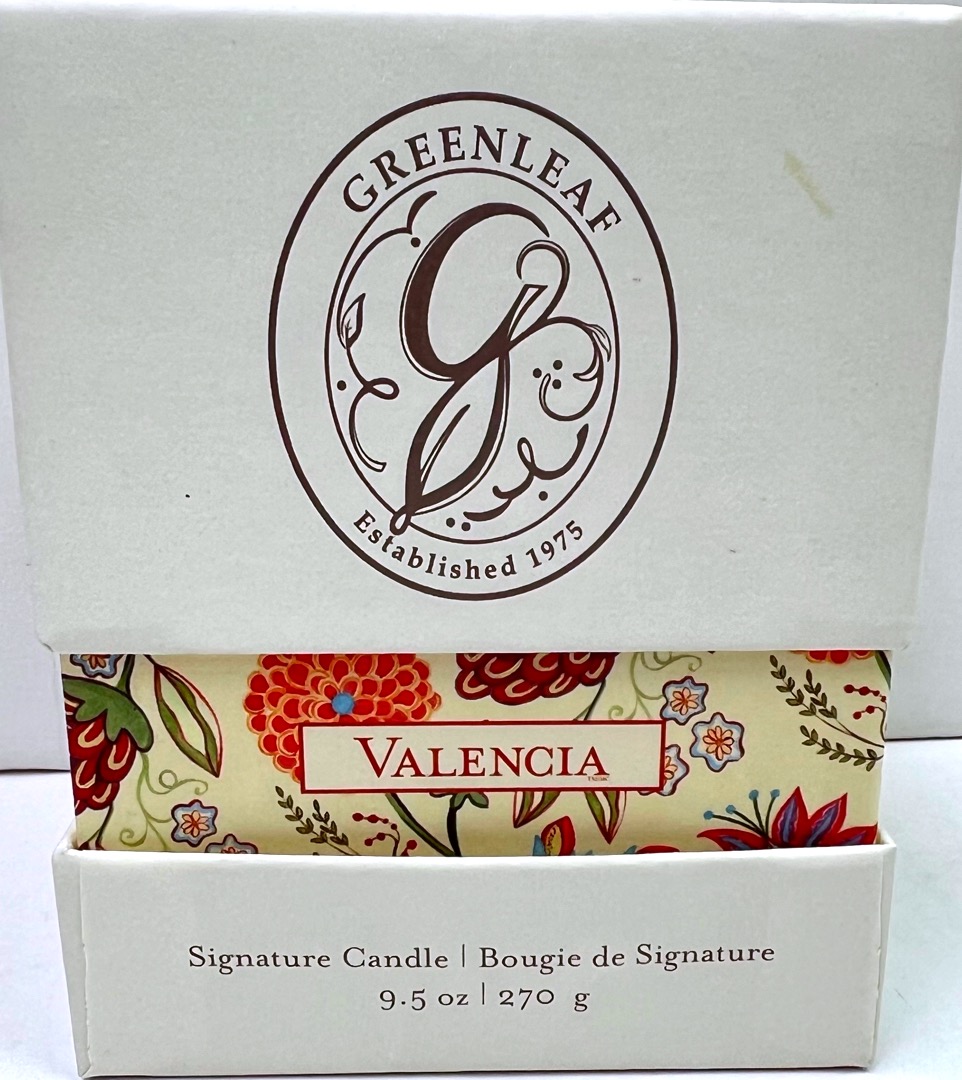 GREENLEAF
Established 1975
VALENCIA
Signature Candle | Bougie de Signature
9.5 oz | 270 g